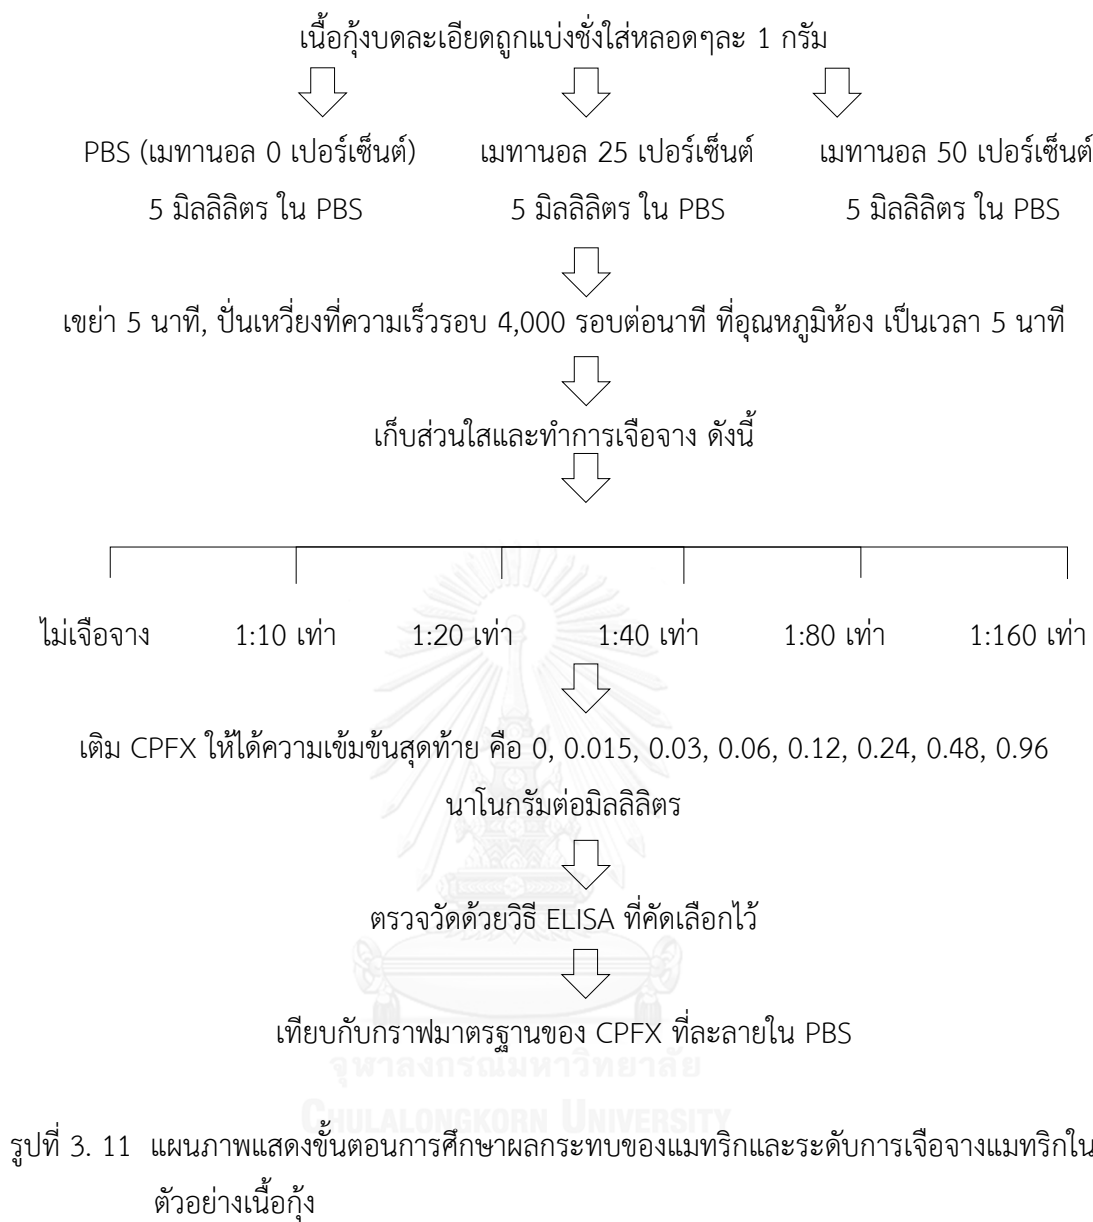 เนื้อกุ้งบดละเอียดถูกแบ่งชั่งใส่หลอดๆละ 1 กรัม
PBS (เมทานอล 0 เปอร์เซ็นต์) เมทานอล 25 เปอร์เซ็นต์ เมทานอล 50 เปอร์เซ็นต์
5 มิลลิลิตร ใน PBS 5 มิลลิลิตร ใน PBS 5 มิลลิลิตร ใน PBS
เขย่า 5 นาที, ปั่นเหวี่ยงที่ความเร็วรอบ 4,000 รอบต่อนาที ที่อุณหภูมิห้อง เป็นเวลา 5 นาที
เก็บส่วนใสและทำการเจือจาง ดังนี้
ไม่เจือจาง 1:10 เท่า 1:20 เท่า 1:40 เท่า 1:80 เท่า 1:160 เท่า
เติม CPFX ให้ได้ความเข้มข้นสุดท้าย คือ 0, 0.015, 0.03, 0.06, 0.12, 0.24, 0.48, 0.96
นาโนกรัมต่อมิลลิลิตร
ตรวจวัดด้วยวิธี ELISA ที่คัดเลือกไว้
เทียบกับกราฟมาตรฐานของ CPFX ที่ละลายใน PBS
จุฬาลงกรณ์มหาวิทยาลัย
CHULALONGKORN UNIVERSITY
รูปที่ 3. 11 แผนภาพแสดงขั้นตอนการศึกษาผลกระทบของแมทริกและระดับการเจือจางแมทริกใน
ตัวอย่างเนื้อกุ้ง